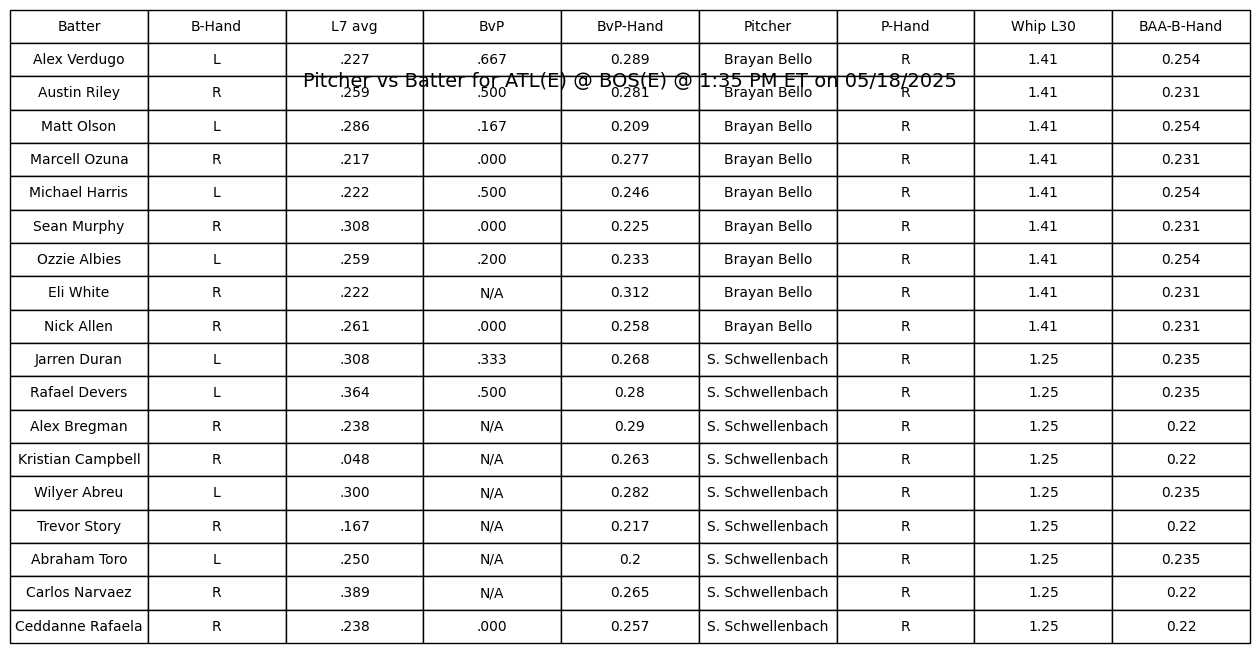 Batter B-Hand L7 avg BvP BvP-Hand Pitcher P-Hand Whip L30 BAA-B-Hand
Alex Verdugo L .227 .667 0.289 Brayan Bello R 1.41 0.254
Pitcher vs Batter for ATL(E) @ BOS(E) @ 1:35 PM ET on 05/18/2025
Austin Riley R .259 .500 0.281 Brayan Bello R 1.41 0.231
Matt Olson L .286 .167 0.209 Brayan Bello R 1.41 0.254
Marcell Ozuna R .217 .000 0.277 Brayan Bello R 1.41 0.231
Michael Harris L .222 .500 0.246 Brayan Bello R 1.41 0.254
Sean Murphy R .308 .000 0.225 Brayan Bello R 1.41 0.231
Ozzie Albies L .259 .200 0.233 Brayan Bello R 1.41 0.254
Eli White R .222 N/A 0.312 Brayan Bello R 1.41 0.231
Nick Allen R .261 .000 0.258 Brayan Bello R 1.41 0.231
Jarren Duran L .308 .333 0.268 S. Schwellenbach R 1.25 0.235
Rafael Devers L .364 .500 0.28 S. Schwellenbach R 1.25 0.235
Alex Bregman R .238 N/A 0.29 S. Schwellenbach R 1.25 0.22
Kristian Campbell R .048 N/A 0.263 S. Schwellenbach R 1.25 0.22
Wilyer Abreu L .300 N/A 0.282 S. Schwellenbach R 1.25 0.235
Trevor Story R .167 N/A 0.217 S. Schwellenbach R 1.25 0.22
Abraham Toro L .250 N/A 0.2 S. Schwellenbach R 1.25 0.235
Carlos Narvaez R .389 N/A 0.265 S. Schwellenbach R 1.25 0.22
Ceddanne Rafaela R .238 .000 0.257 S. Schwellenbach R 1.25 0.22